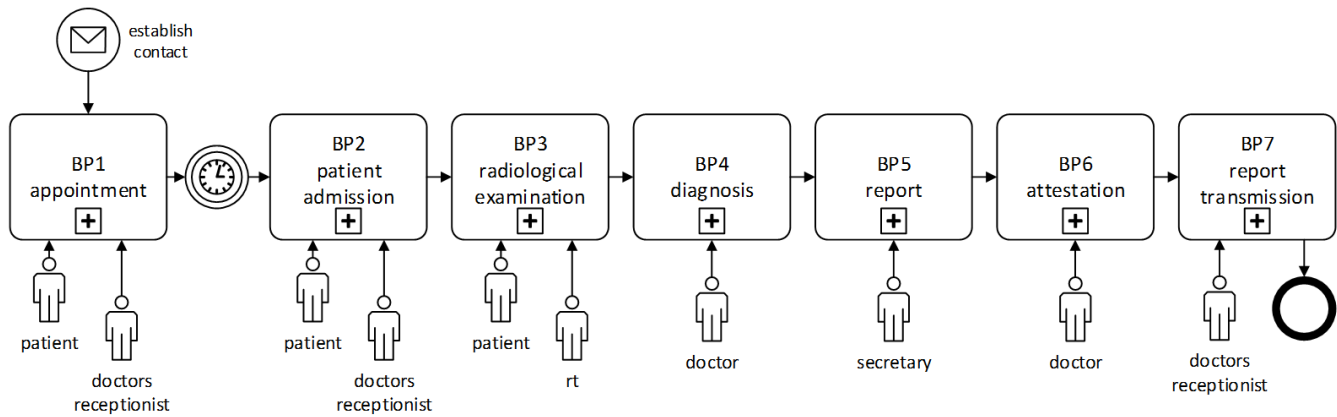 establish
contact
BP1
appointment
BP2
patient
admission
BP3
radiological
examination
BP4
diagnosis
BP5
report
BP6
attestation
BP7
report
transmission
patient
doctors
receptionist
patient
doctors
receptionist
patient
rt
doctor
secretary
doctor
doctors
receptionist